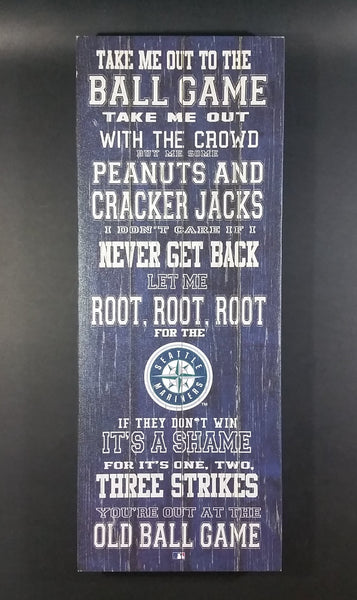 TAKE ME OUT TO THE
BALL GAME
TAKE ME OUT
WITH THE CROWD
BUY ME SOME
PEANUTS AND
CRACKER JACKS
I DON'T CARE IF I
NEVER GET BACK
LET ME
ROOT, ROOT, ROOT
FOR THE
SEATTLE
MARINERS
TM
IF THEY DON'T WIN
IT'S A SHAME
FOR IT'S ONE, TWO,
THREE STRIKES
YOU'RE OUT AT THE
OLD BALL GAME